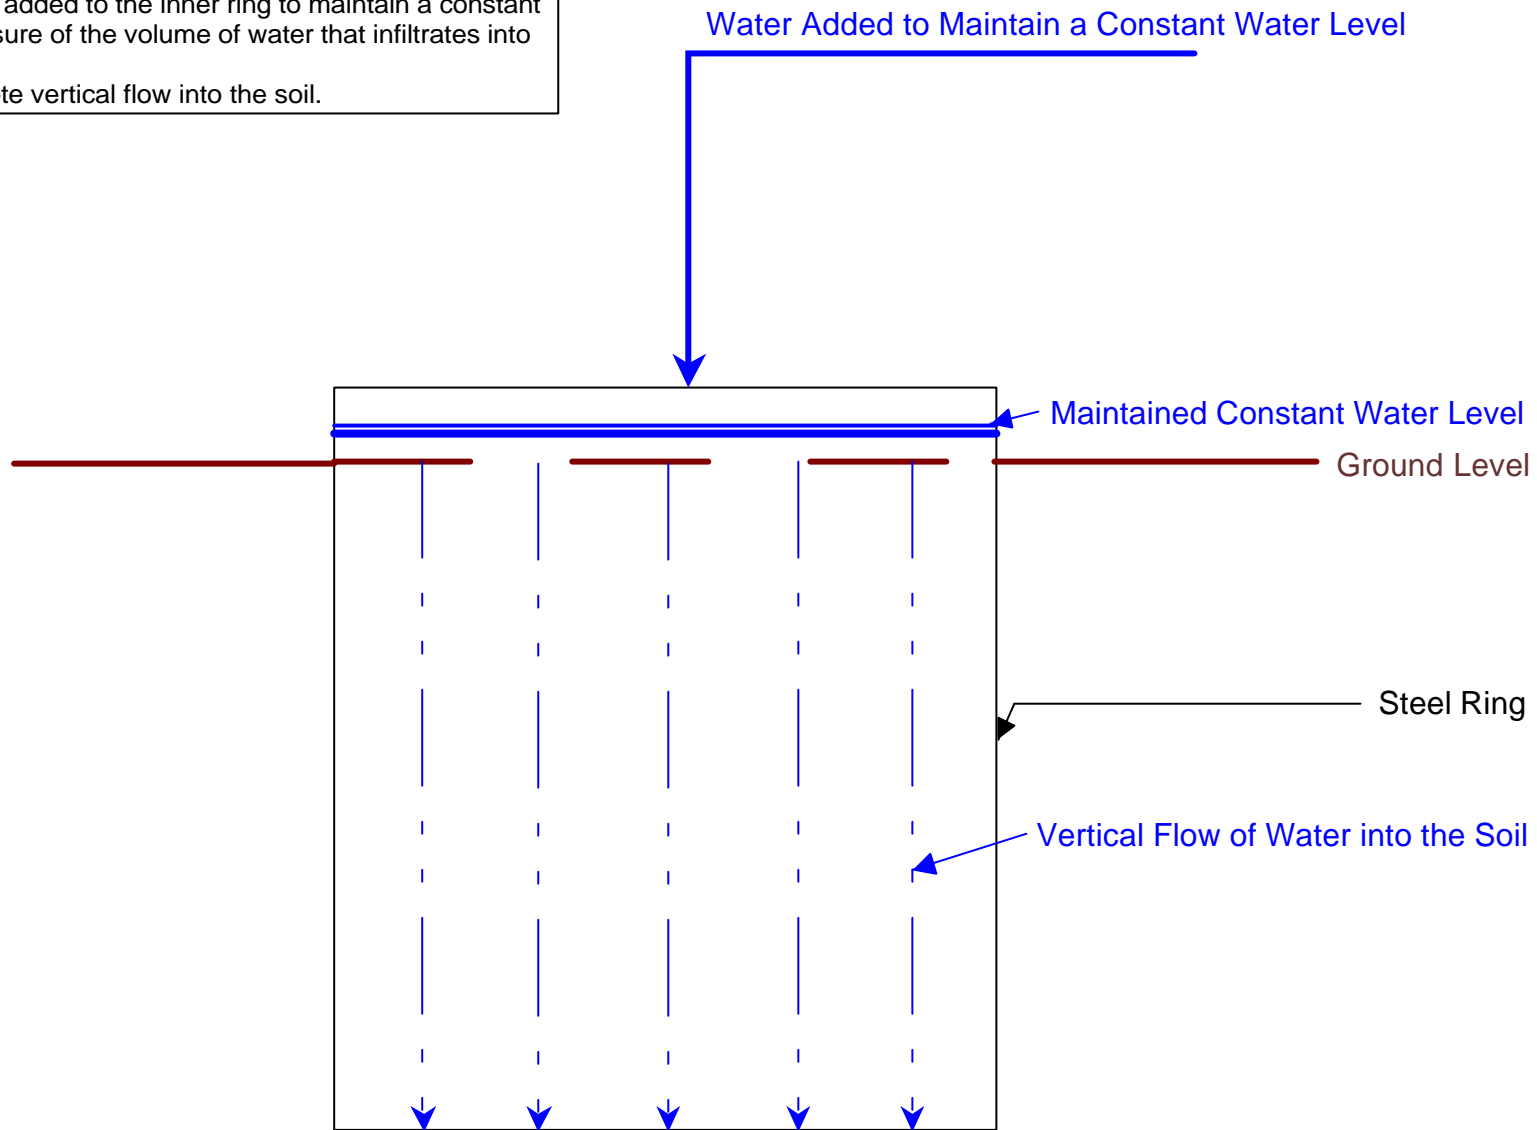 added to the inner ring to maintain a constant
sure of the volume of water that infiltrates into
te vertical flow into the soil.
Water Added to Maintain a Constant Water Level
Maintained Constant Water Level
Ground Level
Steel Ring
Vertical Flow of Water into the Soil